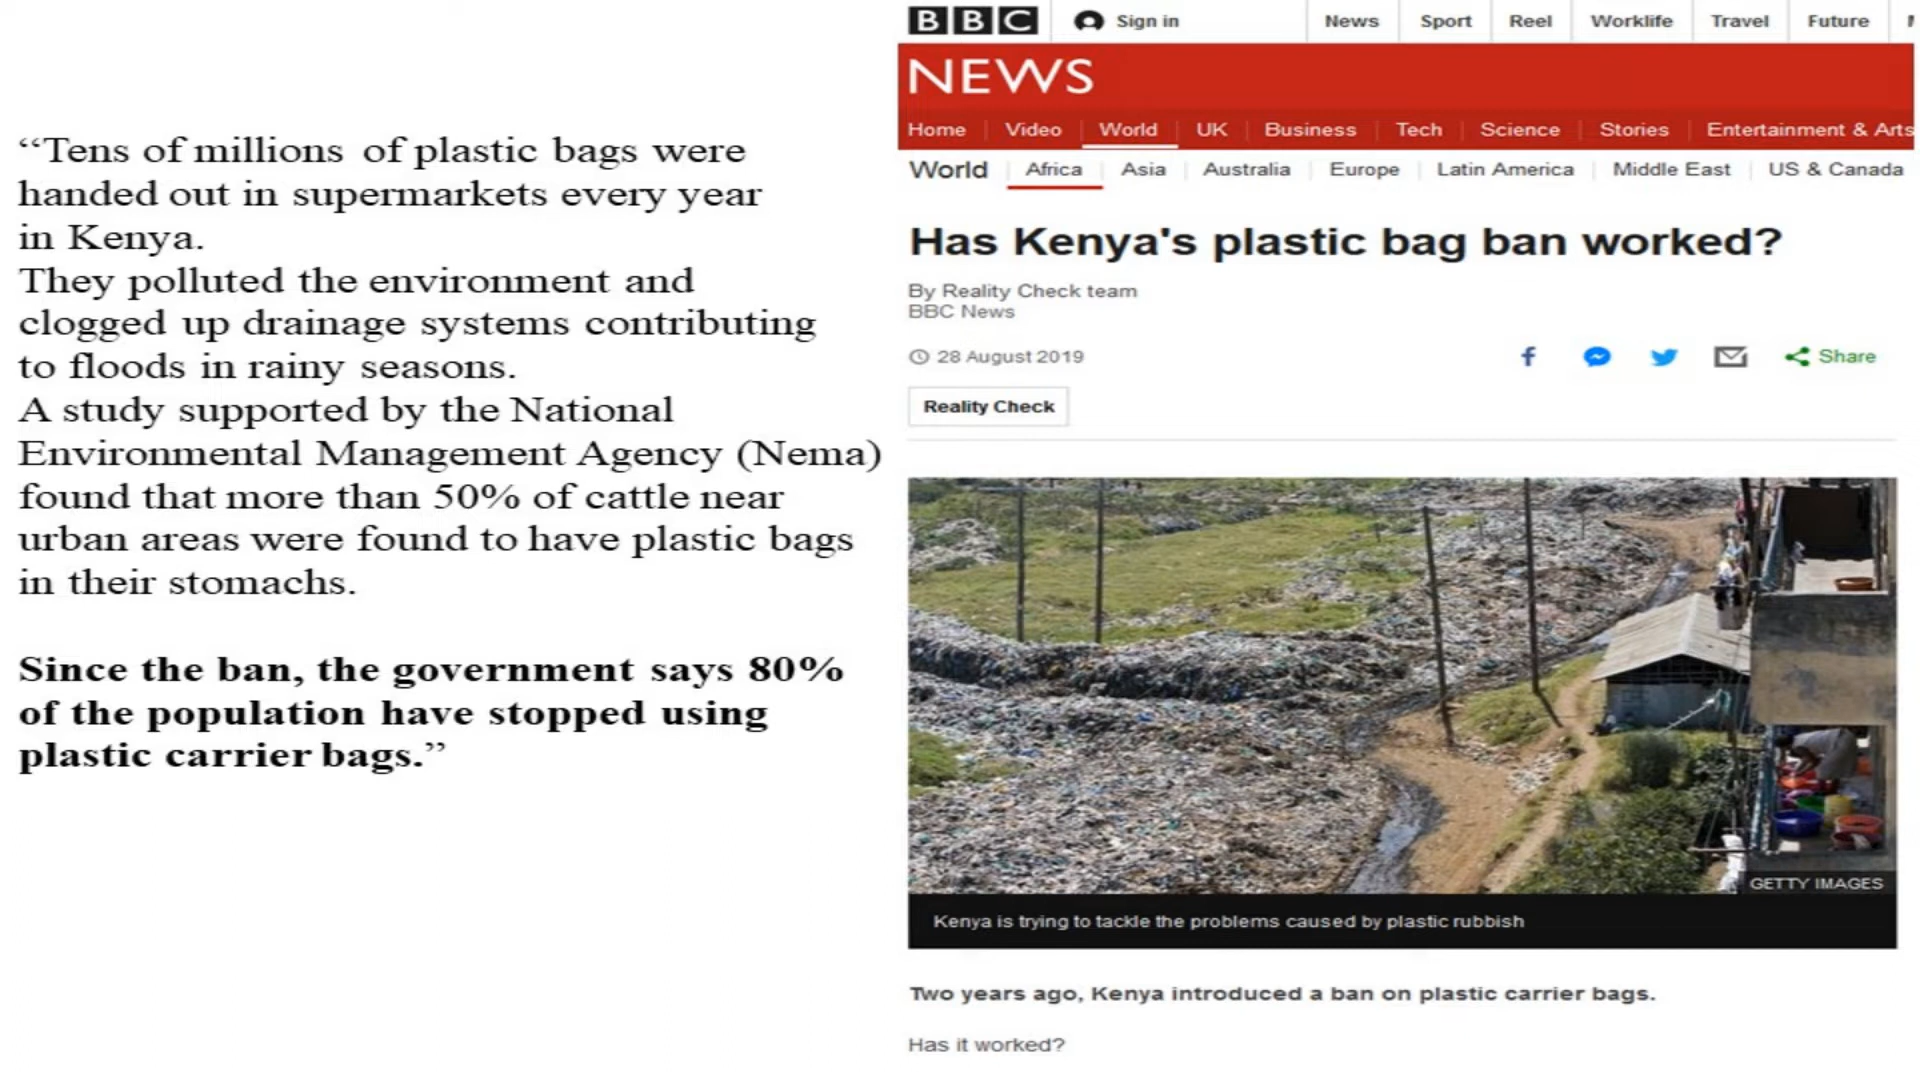 “Tens of millions of plastic bags were
handed out in supermarkets every year
in Kenya.
They polluted the environment and
clogged up drainage systems contributing
to floods in rainy seasons.
A study supported by the National
Environmental Management Agency (Nema)
found that more than 50% of cattle near
urban areas were found to have plastic bags
in their stomachs.
Since the ban, the government says 80%
of the population have stopped using
plastic carrier bags.”
BBC Sign in News Sport Reel Worklife Travel Future
NEWS
Home Video World UK Business Tech Science Stories Entertainment & Arts
World Africa Asia Australia Europe Latin America Middle East US & Canada
Has Kenya's plastic bag ban worked?
By Reality Check team
BBC News
28 August 2019 Share
Reality Check
GETTY IMAGES
Kenya is trying to tackle the problems caused by plastic rubbish
Two years ago, Kenya introduced a ban on plastic carrier bags.
Has it worked?